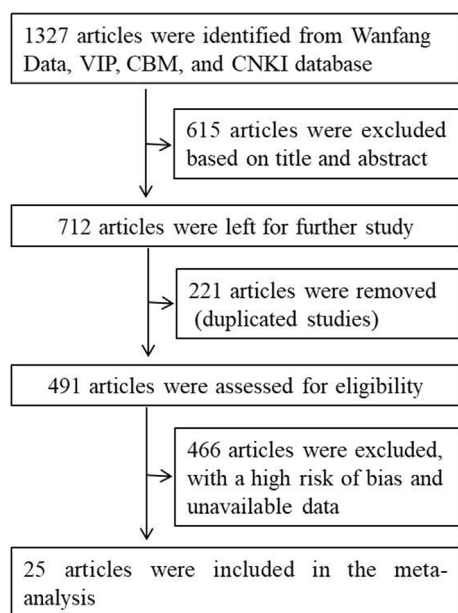 1327 articles were identified from Wanfang
Data, VIP, CBM, and CNKI database
615 articles were excluded
based on title and abstract
712 articles were left for further study
221 articles were removed
(duplicated studies)
491 articles were assessed for eligibility
466 articles were excluded,
with a high risk of bias and
unavailable data
25 articles were included in the meta-
analysis